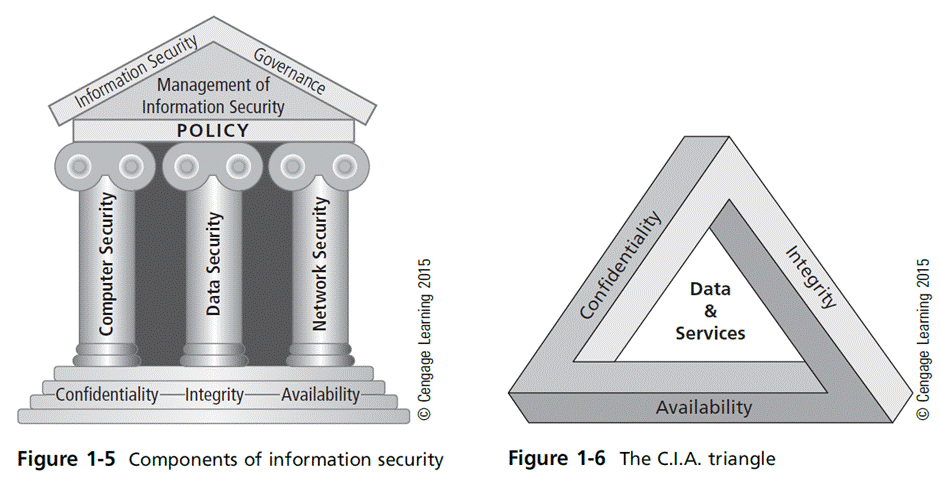 Information Security
Governance
Management of
Information Security
POLICY
Computer Security
Data Security
Network Security
Confidentiality
Integrity
Availability
© Cengage Learning 2015
Figure 1-5 Components of information security
Confidentiality
Integrity
Data
&
Services
Availability
© Cengage Learning 2015
Figure 1-6 The C.I.A. triangle